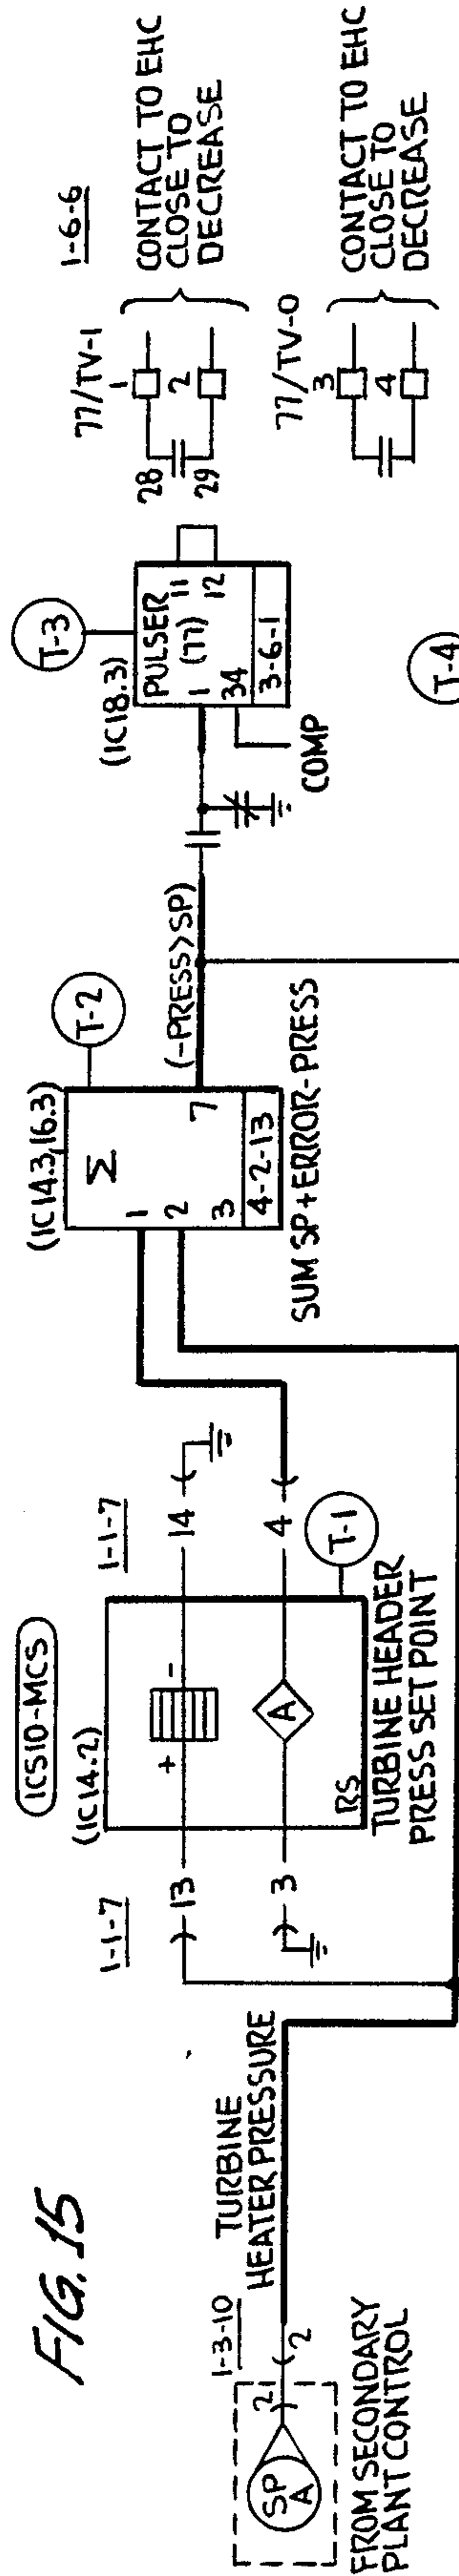 FIG. 15
1-3-10
SP
A
2
2
FROM SECONDARY
PLANT CONTROL
TURBINE
HEATER PRESSURE
ICS10-MCS
(IC14.2)
1-1-7
13
3
+
-
A
RS
1-1-7
14
4
T-1
TURBINE HEADER
PRESS SET POINT
(IC14.3,16.3)
T-2
Σ
1
2
3
7
4-2-13
SUM SP+ERROR-PRESS
(-PRESS>SP)
T-3
(IC18.3)
PULSER
(77)
1
11
12
34
3-6-1
COMP
1-6-6
77/TV-1
28
29
1
2
CONTACT TO EHC
CLOSE TO
DECREASE
77/TV-0
3
4
CONTACT TO EHC
CLOSE TO
DECREASE
T-4